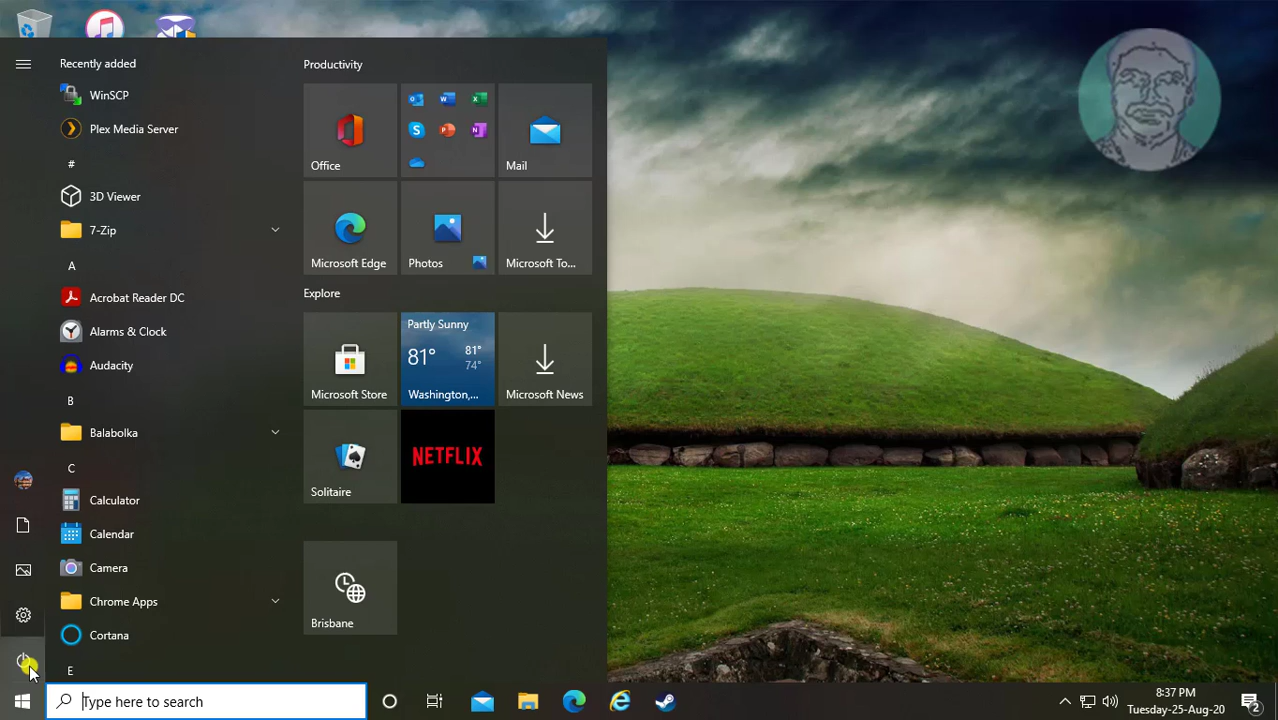 Recently added
WinSCP
Plex Media Server
#
3D Viewer
7-Zip
A
Acrobat Reader DC
Alarms & Clock
Audacity
B
Balabolka
C
Calculator
Calendar
Camera
Chrome Apps
Cortana
E
Productivity
Office
Mail
Microsoft Edge
Photos
Microsoft To...
Explore
Microsoft Store
Partly Sunny
81° 81°
74°
Washington,...
Microsoft News
Solitaire
NETFLIX
Brisbane
Type here to search
8:37 PM
Tuesday-25-Aug-20
2